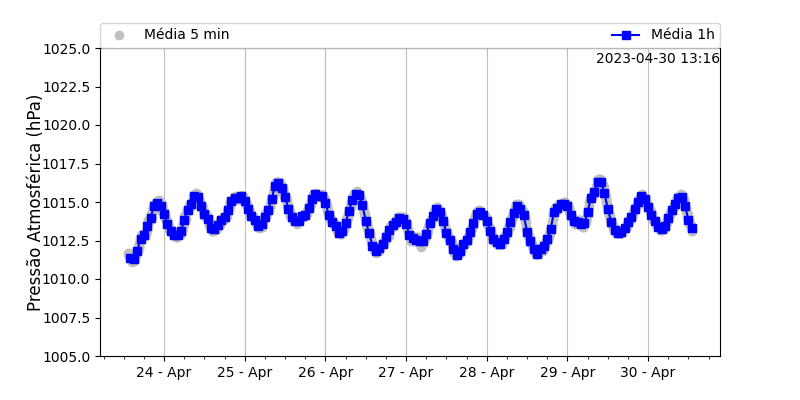 Média 5 min
Média 1h
2023-04-30 13:16
Pressão Atmosférica (hPa)
1025.0
1022.5
1020.0
1017.5
1015.0
1012.5
1010.0
1007.5
1005.0
24 - Apr
25 - Apr
26 - Apr
27 - Apr
28 - Apr
29 - Apr
30 - Apr